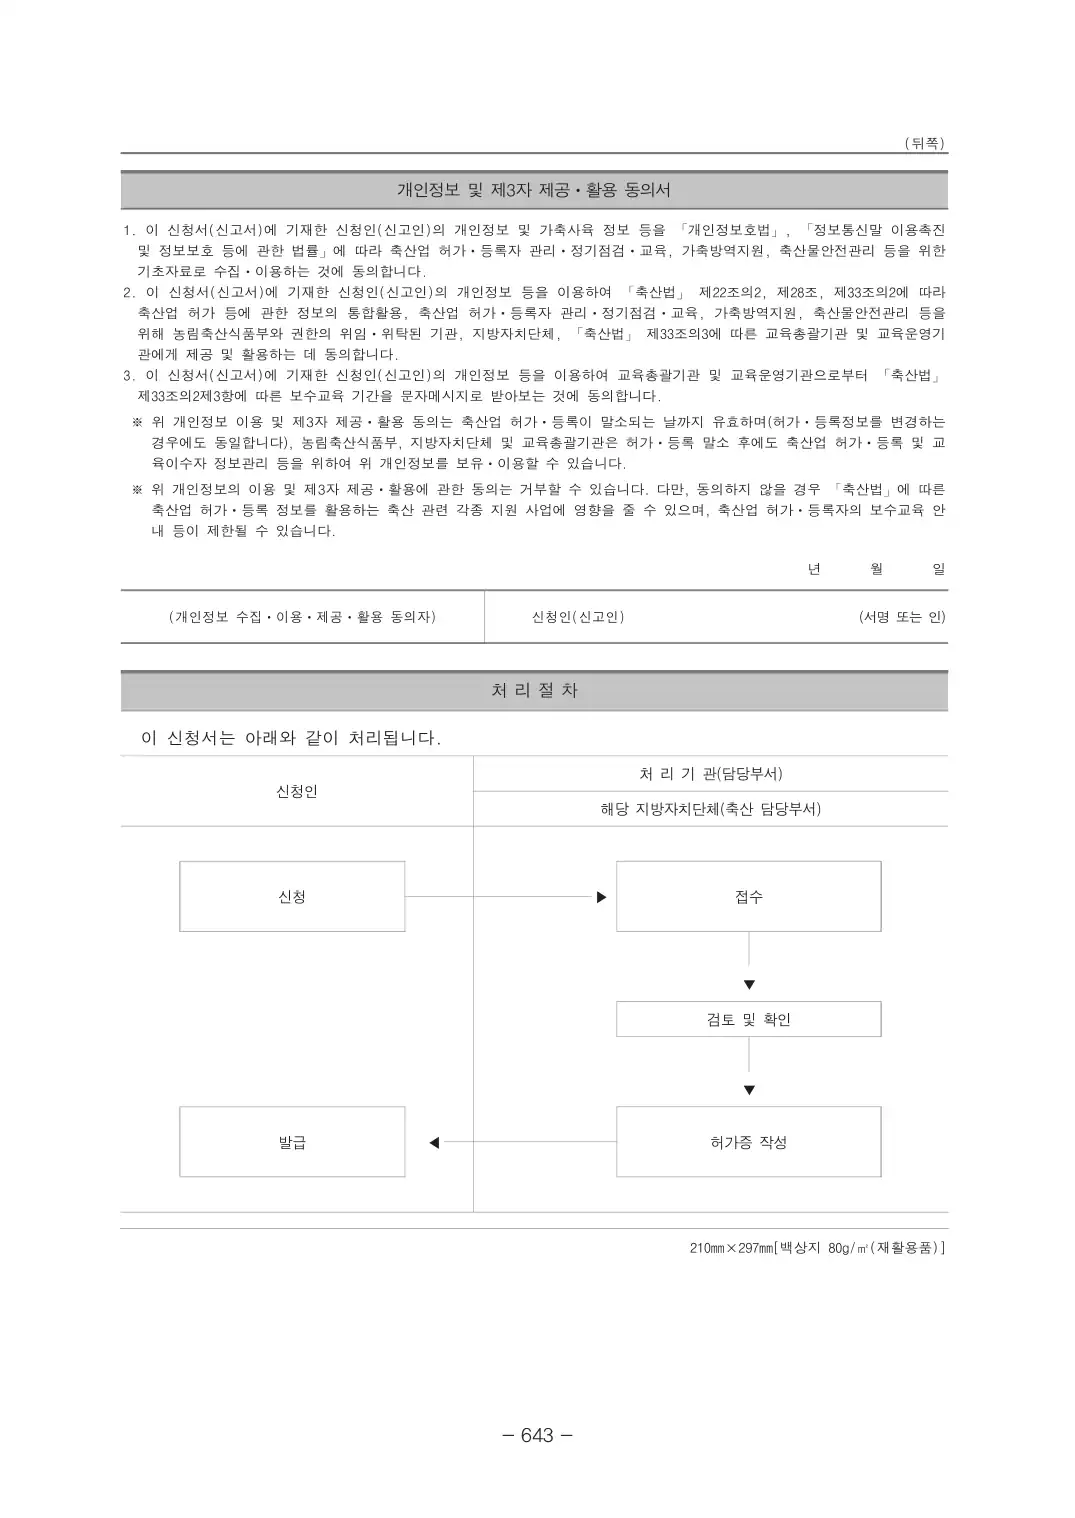 (뒤쪽)
개인정보 및 제3자 제공·활용 동의서
1. 이 신청서(신고서)에 기재한 신청인(신고인)의 개인정보 및 가축사육 정보 등을 「개인정보호법」, 「정보통신말 이용촉진
및 정보보호 등에 관한 법률」에 따라 축산업 허가·등록자 관리·정기점검·교육, 가축방역지원, 축산물안전관리 등을 위한
기초자료로 수집·이용하는 것에 동의합니다.
2. 이 신청서(신고서)에 기재한 신청인(신고인)의 개인정보 등을 이용하여 「축산법」 제22조의2, 제28조, 제33조의2에 따라
축산업 허가 등에 관한 정보의 통합활용, 축산업 허가·등록자 관리·정기점검·교육, 가축방역지원, 축산물안전관리 등을
위해 농림축산식품부와 권한의 위임·위탁된 기관, 지방자치단체, 「축산법」 제33조의3에 따른 교육총괄기관 및 교육운영기
관에게 제공 및 활용하는 데 동의합니다.
3. 이 신청서(신고서)에 기재한 신청인(신고인)의 개인정보 등을 이용하여 교육총괄기관 및 교육운영기관으로부터 「축산법」
제33조의2제3항에 따른 보수교육 기간을 문자메시지로 받아보는 것에 동의합니다.
※ 위 개인정보 이용 및 제3자 제공·활용 동의는 축산업 허가·등록이 말소되는 날까지 유효하며(허가·등록정보를 변경하는
경우에도 동일합니다), 농림축산식품부, 지방자치단체 및 교육총괄기관은 허가·등록 말소 후에도 축산업 허가·등록 및 교
육이수자 정보관리 등을 위하여 위 개인정보를 보유·이용할 수 있습니다.
※ 위 개인정보의 이용 및 제3자 제공·활용에 관한 동의는 거부할 수 있습니다. 다만, 동의하지 않을 경우 「축산법」에 따른
축산업 허가·등록 정보를 활용하는 축산 관련 각종 지원 사업에 영향을 줄 수 있으며, 축산업 허가·등록자의 보수교육 안
내 등이 제한될 수 있습니다.
년 월 일
(개인정보 수집·이용·제공·활용 동의자) 신청인(신고인) (서명 또는 인)
처 리 절 차
이 신청서는 아래와 같이 처리됩니다.
신청인
처 리 기 관(담당부서)
해당 지방자치단체(축산 담당부서)
신청 ▶ 접수
▼
검토 및 확인
▼
발급 ◀ 허가증 작성
210㎜×297㎜[백상지 80g/㎡(재활용품)]
- 643 -